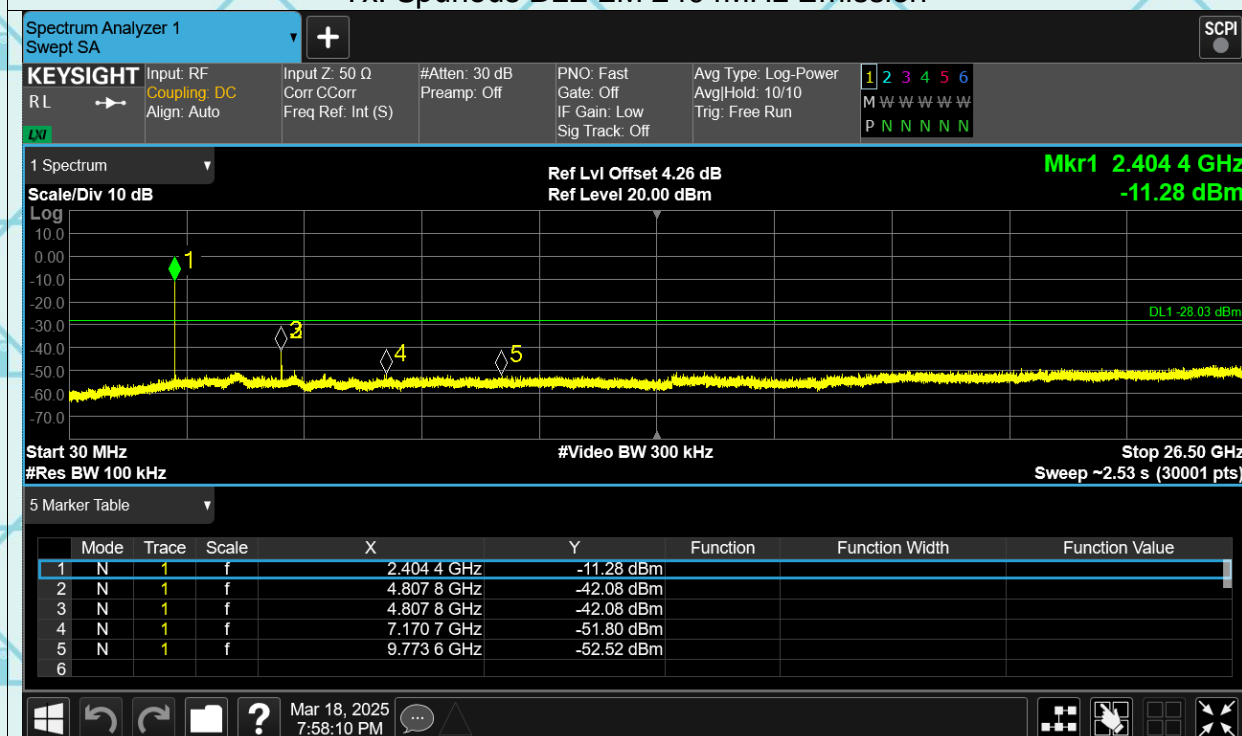 Tx. Spurious BLE 2M 2404MHz Emission
Spectrum Analyzer 1
Swept SA
SCPI
KEYSIGHT
RL
LXI
Input: RF
Coupling: DC
Align: Auto
Input Z: 50 Ω
Corr CCorr
Freq Ref: Int (S)
#Atten: 30 dB
Preamp: Off
PNO: Fast
Gate: Off
IF Gain: Low
Sig Track: Off
Avg Type: Log-Power
Avg|Hold: 10/10
Trig: Free Run
1 2 3 4 5 6
M W W W W W
P N N N N N
1 Spectrum
Scale/Div 10 dB
Ref Lvl Offset 4.26 dB
Ref Level 20.00 dBm
Mkr1 2.404 4 GHz
-11.28 dBm
Log
10.0
0.00
-10.0
-20.0
-30.0
-40.0
-50.0
-60.0
-70.0
1
3
4
5
DL1 -28.03 dBm
Start 30 MHz
#Res BW 100 kHz
#Video BW 300 kHz
Stop 26.50 GHz
Sweep ~2.53 s (30001 pts)
5 Marker Table
Mode Trace Scale X Y Function Function Width Function Value
1 N 1 f 2.404 4 GHz -11.28 dBm
2 N 1 f 4.807 8 GHz -42.08 dBm
3 N 1 f 4.807 8 GHz -42.08 dBm
4 N 1 f 7.170 7 GHz -51.80 dBm
5 N 1 f 9.773 6 GHz -52.52 dBm
6
?
Mar 18, 2025
7:58:10 PM